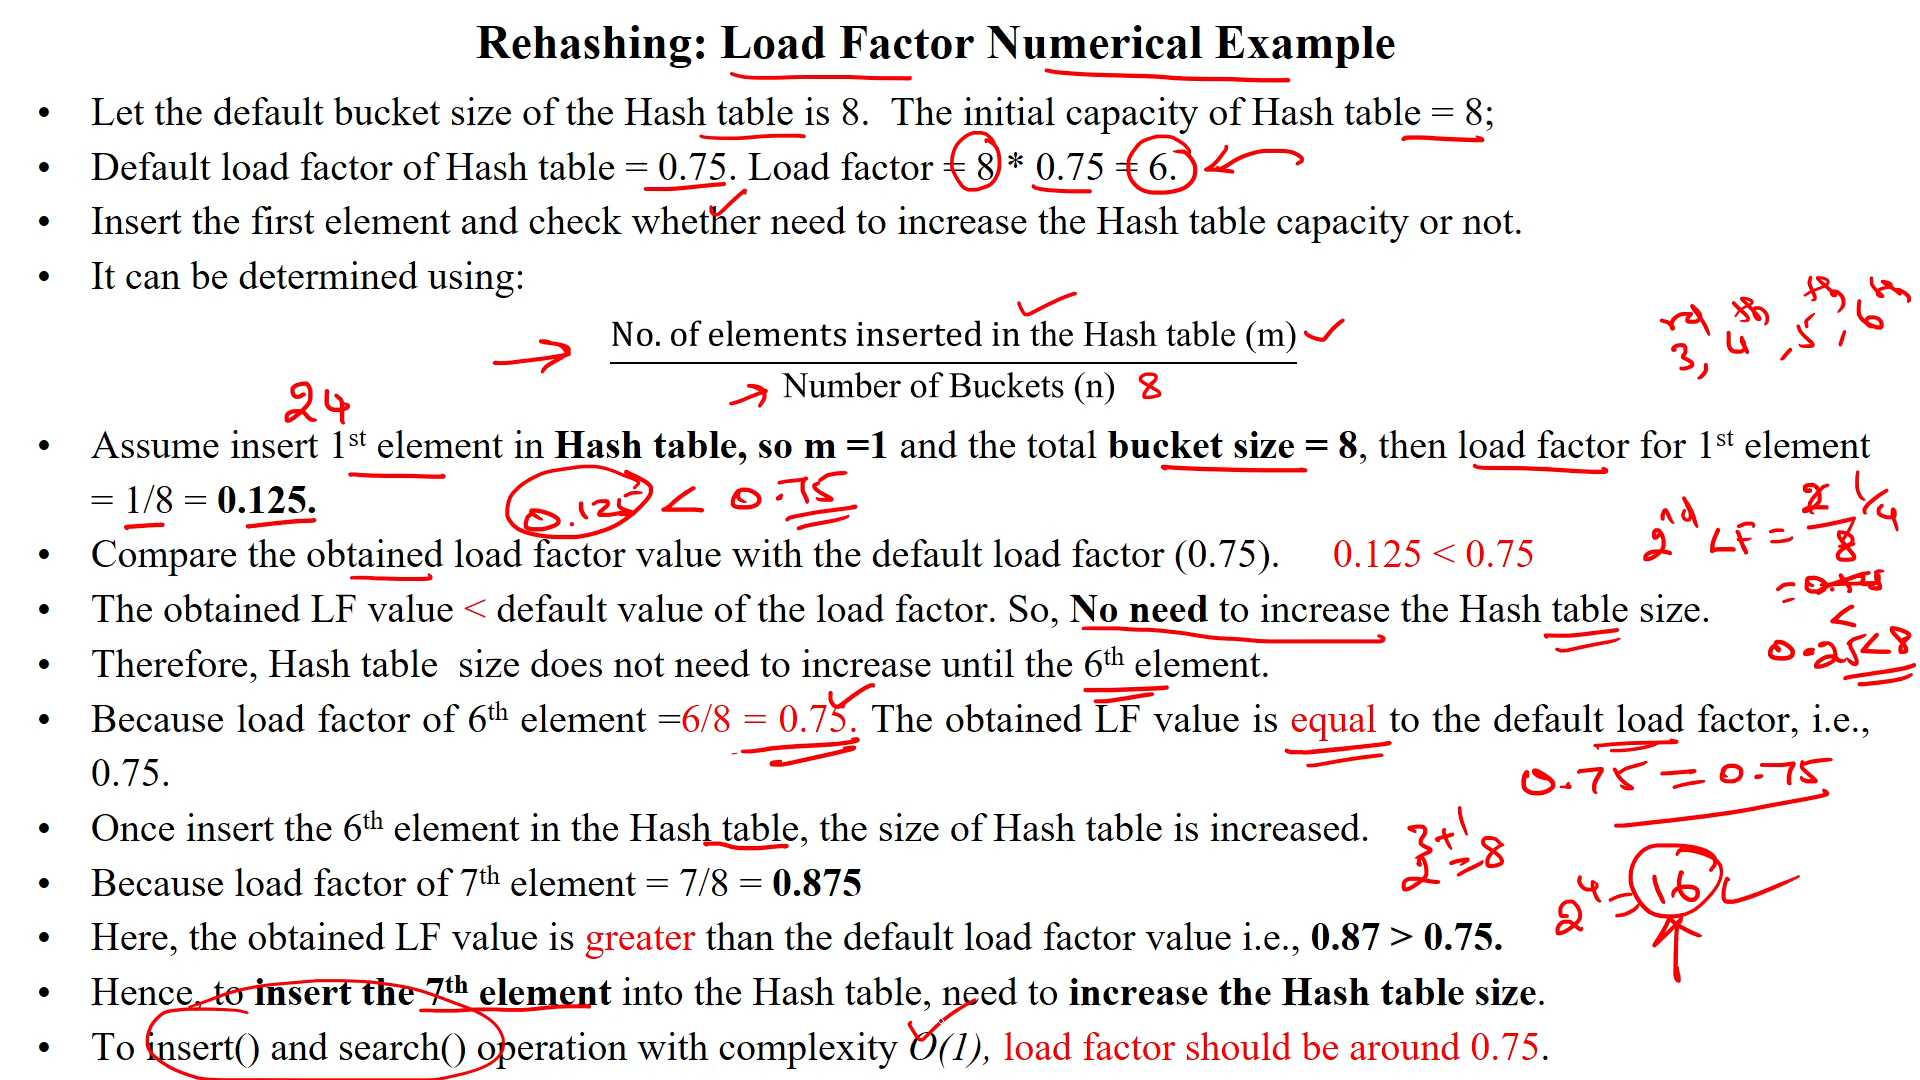 Rehashing: Load Factor Numerical Example
• Let the default bucket size of the Hash table is 8. The initial capacity of Hash table = 8;
• Default load factor of Hash table = 0.75. Load factor = 8 * 0.75 = 6.
• Insert the first element and check whether need to increase the Hash table capacity or not.
• It can be determined using:
No. of elements inserted in the Hash table (m)
Number of Buckets (n) 8
rd th th th
3, 4, 5, 6
24
• Assume insert 1st element in Hash table, so m =1 and the total bucket size = 8, then load factor for 1st element
= 1/8 = 0.125.
0.125 < 0.75
2nd LF = 2/8 1/4
• Compare the obtained load factor value with the default load factor (0.75). 0.125 < 0.75
• The obtained LF value < default value of the load factor. So, No need to increase the Hash table size.
<
0.25<8
• Therefore, Hash table size does not need to increase until the 6th element.
• Because load factor of 6th element =6/8 = 0.75. The obtained LF value is equal to the default load factor, i.e.,
0.75.
0.75 = 0.75
• Once insert the 6th element in the Hash table, the size of Hash table is increased.
2^3+1 = 8
2^4 = 16
• Because load factor of 7th element = 7/8 = 0.875
• Here, the obtained LF value is greater than the default load factor value i.e., 0.87 > 0.75.
• Hence, to insert the 7th element into the Hash table, need to increase the Hash table size.
• To insert() and search() operation with complexity O(1), load factor should be around 0.75.